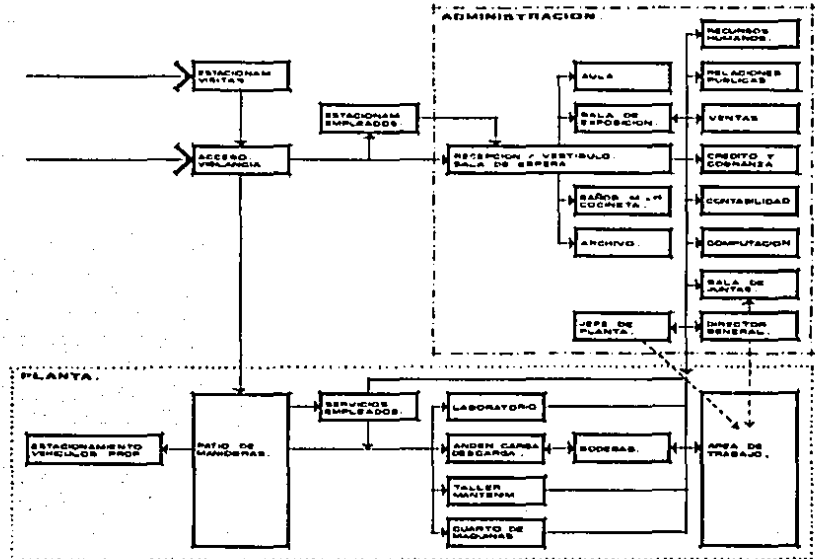 ADMINISTRACION.
RECURSOS
HUMANOS.
ESTACIONAM
VISITAS
AULA
RELACIONES
PUBLICAS
ESTACIONAM
EMPLEADOS.
SALA DE
EXPOSICION.
VENTAS
ACCESO.
VIGILANCIA
RECEPCION / VESTIBULO.
SALA DE ESPERA
CREDITO Y
COBRANZA
BAÑOS
COCINETA.
CONTABILIDAD
ARCHIVO.
COMPUTACION
SALA DE
JUNTAS.
JEFE DE
PLANTA.
DIRECTOR
GENERAL.
PLANTA.
SERVICIOS
EMPLEADOS.
LABORATORIO
ESTACIONAMIENTO
VEHICULOS PROP
PATIO DE
MANIOBRAS.
ANDEN CARGA
DESCARGA.
BODEGAS.
AREA DE
TRABAJO.
TALLER
MANTENIM
CUARTO DE
MAQUINAS